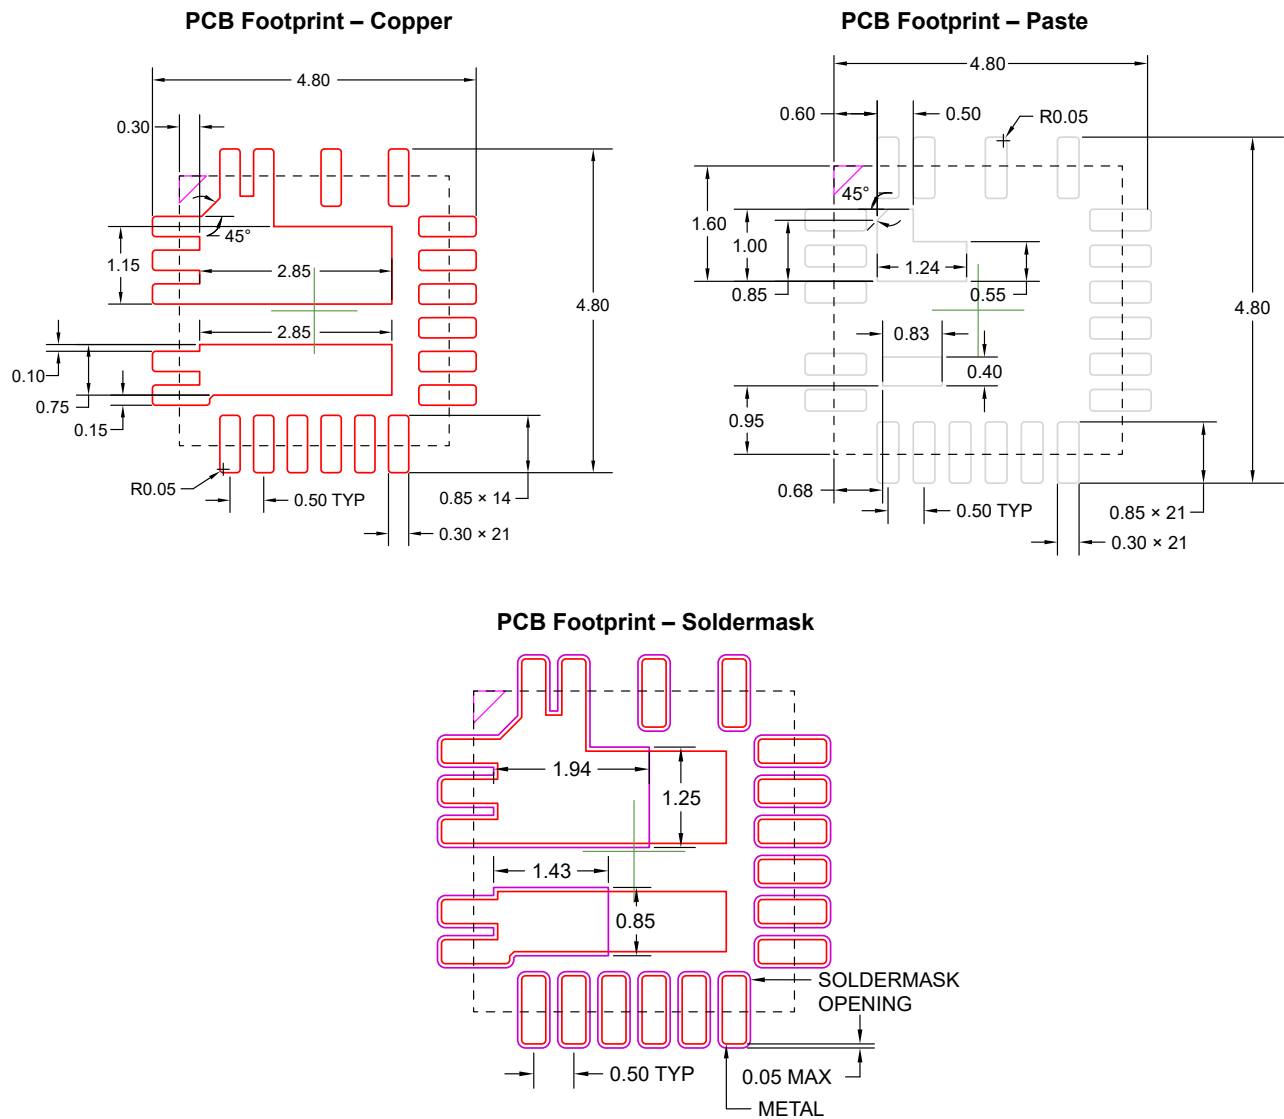 PCB Footprint – Copper
4.80
0.30
45°
1.15
2.85
4.80
2.85
0.10
0.75
0.15
R0.05
0.50 TYP
0.85 × 14
0.30 × 21
PCB Footprint – Paste
4.80
0.60
0.50
R0.05
45°
1.60
1.00
1.24
0.85
0.55
4.80
0.83
0.40
0.95
0.68
0.50 TYP
0.85 × 21
0.30 × 21
PCB Footprint – Soldermask
1.94
1.25
1.43
0.85
SOLDERMASK
OPENING
0.50 TYP
0.05 MAX
METAL